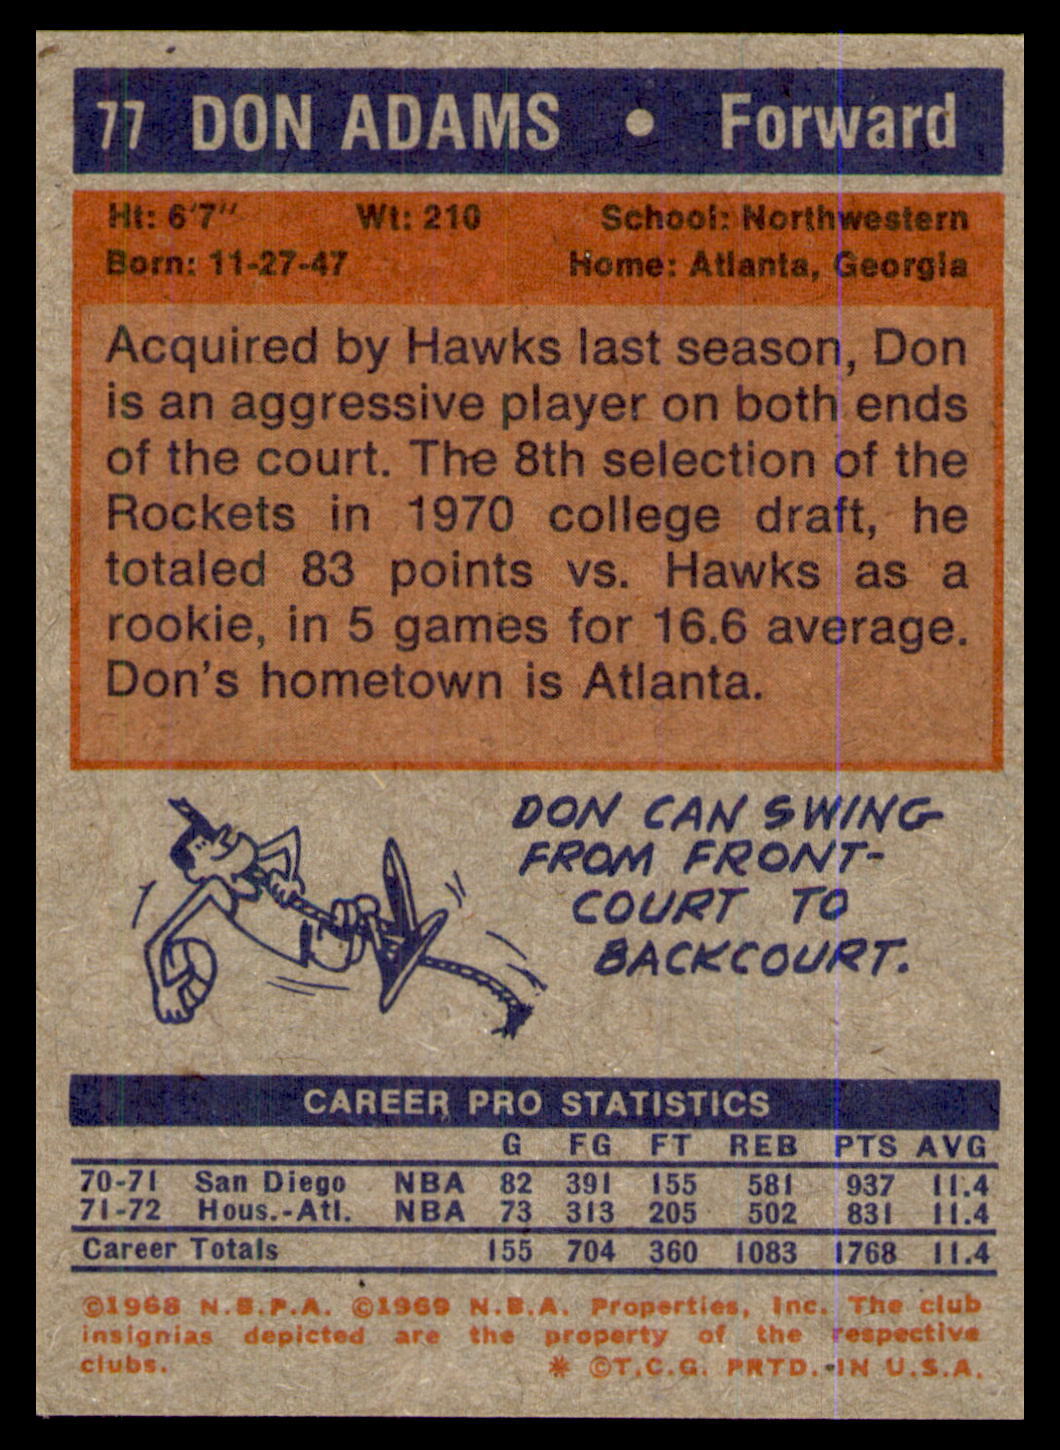 77 DON ADAMS • Forward
Ht: 6'7" Wt: 210 School: Northwestern
Born: 11-27-47 Home: Atlanta, Georgia
Acquired by Hawks last season, Don
is an aggressive player on both ends
of the court. The 8th selection of the
Rockets in 1970 college draft, he
totaled 83 points vs. Hawks as a
rookie, in 5 games for 16.6 average.
Don's hometown is Atlanta.
DON CAN SWING
FROM FRONT-
COURT TO
BACKCOURT.
CAREER PRO STATISTICS
G FG FT REB PTS AVG
70-71 San Diego NBA 82 391 155 581 937 11.4
71-72 Hous.-Atl. NBA 73 313 205 502 831 11.4
Career Totals 155 704 360 1083 1768 11.4
©1968 N.B.P.A. ©1969 N.B.A. Properties, Inc. The club
insignias depicted are the property of the respective
clubs. * ©T.C.G. PRTD. IN U.S.A.